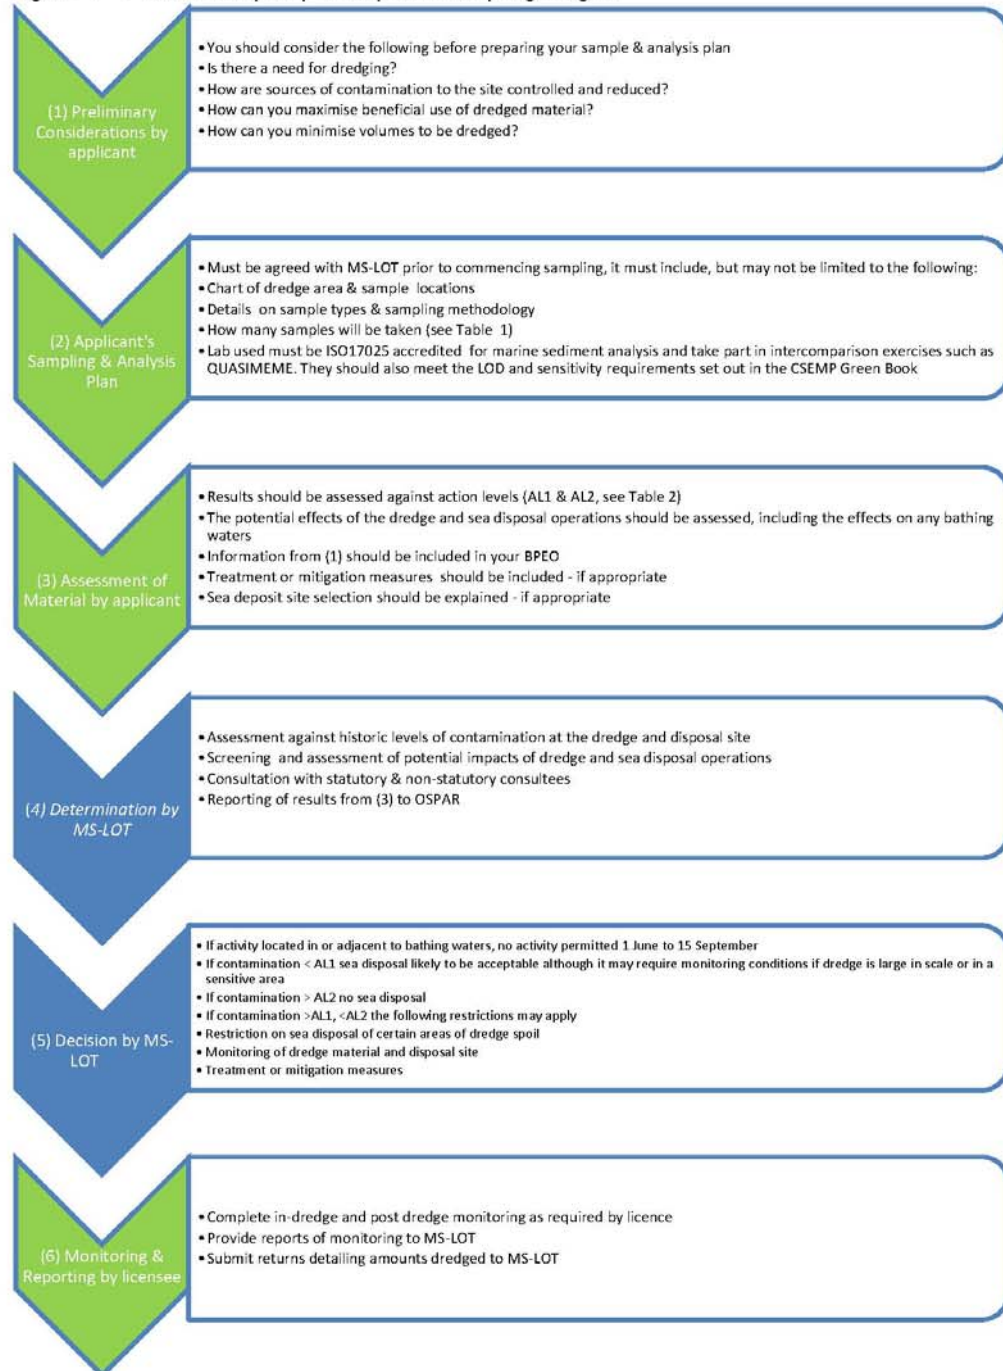 (1) Preliminary
Considerations by
applicant
• You should consider the following before preparing your sample & analysis plan
• Is there a need for dredging?
• How are sources of contamination to the site controlled and reduced?
• How can you maximise beneficial use of dredged material?
• How can you minimise volumes to be dredged?
(2) Applicant's
Sampling & Analysis
Plan
• Must be agreed with MS-LOT prior to commencing sampling, it must include, but may not be limited to the following:
• Chart of dredge area & sample locations
• Details on sample types & sampling methodology
• How many samples will be taken (see Table 1)
• Lab used must be ISO17025 accredited for marine sediment analysis and take part in intercomparison exercises such as
QUASIMEME. They should also meet the LOD and sensitivity requirements set out in the CSEMP Green Book
(3) Assessment of
Material by applicant
• Results should be assessed against action levels (AL1 & AL2, see Table 2)
• The potential effects of the dredge and sea disposal operations should be assessed, including the effects on any bathing
waters
• Information from (1) should be included in your BPEO
• Treatment or mitigation measures should be included - if appropriate
• Sea deposit site selection should be explained - if appropriate
(4) Determination by
MS-LOT
• Assessment against historic levels of contamination at the dredge and disposal site
• Screening and assessment of potential impacts of dredge and sea disposal operations
• Consultation with statutory & non-statutory consultees
• Reporting of results from (3) to OSPAR
(5) Decision by MS-
LOT
• If activity located in or adjacent to bathing waters, no activity permitted 1 June to 15 September
• If contamination < AL1 sea disposal likely to be acceptable although it may require monitoring conditions if dredge is large in scale or in a
sensitive area
• If contamination > AL2 no sea disposal
• If contamination >AL1, <AL2 the following restrictions may apply
• Restriction on sea disposal of certain areas of dredge spoil
• Monitoring of dredge material and disposal site
• Treatment or mitigation measures
(6) Monitoring &
Reporting by licensee
• Complete in-dredge and post dredge monitoring as required by licence
• Provide reports of monitoring to MS-LOT
• Submit returns detailing amounts dredged to MS-LOT